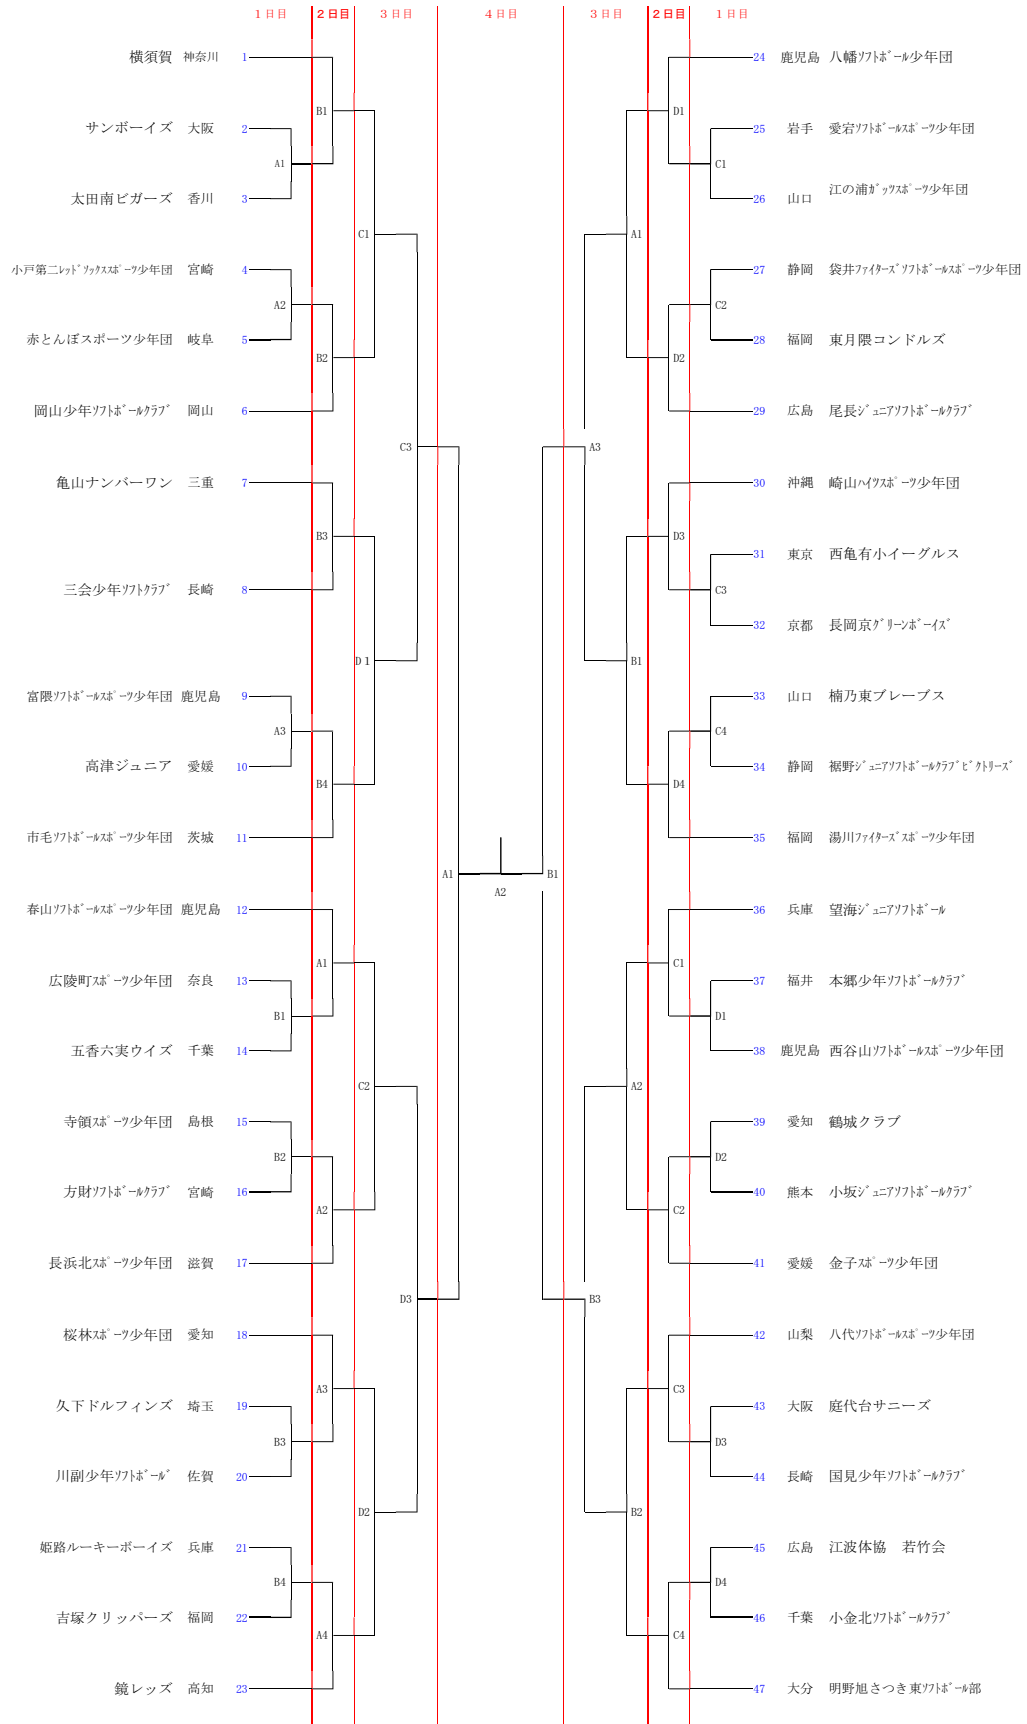 １日目 ２日目 ３日目 ４日目 ３日目 ２日目 １日目
横須賀 神奈川 1 24 鹿児島 八幡ｿﾌﾄﾎﾞｰﾙ少年団
B1 D1
サンボーイズ 大阪 2 25 岩手 愛宕ｿﾌﾄﾎﾞｰﾙｽﾎﾟｰﾂ少年団
A1 C1
太田南ビガーズ 香川 3 26 山口 江の浦ｶﾞｯﾂｽﾎﾟｰﾂ少年団
C1 A1
小戸第二ﾚｯﾄﾞｿｯｸｽｽﾎﾟｰﾂ少年団 宮崎 4 27 静岡 袋井ﾌｧｲﾀｰｽﾞｿﾌﾄﾎﾞｰﾙｽﾎﾟｰﾂ少年団
A2 C2
赤とんぼスポーツ少年団 岐阜 5 28 福岡 東月隈コンドルズ
B2 D2
岡山少年ｿﾌﾄﾎﾞｰﾙｸﾗﾌﾞ 岡山 6 29 広島 尾長ｼﾞｭﾆｱｿﾌﾄﾎﾞｰﾙｸﾗﾌﾞ
C3 A3
亀山ナンバーワン 三重 7 30 沖縄 崎山ﾊｲﾂｽﾎﾟｰﾂ少年団
B3 D3
31 東京 西亀有小イーグルス
三会少年ｿﾌﾄｸﾗﾌﾞ 長崎 8 C3
32 京都 長岡京ｸﾞﾘｰﾝﾎﾞｰｲｽﾞ
D1 B1
富隈ｿﾌﾄﾎﾞｰﾙｽﾎﾟｰﾂ少年団 鹿児島 9 33 山口 楠乃東ブレーブス
A3 C4
高津ジュニア 愛媛 10 34 静岡 裾野ｼﾞｭﾆｱｿﾌﾄﾎﾞｰﾙｸﾗﾌﾞﾋﾞｸﾄﾘｰｽﾞ
B4 D4
市毛ｿﾌﾄﾎﾞｰﾙｽﾎﾟｰﾂ少年団 茨城 11 35 福岡 湯川ﾌｧｲﾀｰｽﾞｽﾎﾟｰﾂ少年団
A1 B1
A2
春山ｿﾌﾄﾎﾞｰﾙｽﾎﾟｰﾂ少年団 鹿児島 12 36 兵庫 望海ｼﾞｭﾆｱｿﾌﾄﾎﾞｰﾙ
A1 C1
広陵町ｽﾎﾟｰﾂ少年団 奈良 13 37 福井 本郷少年ｿﾌﾄﾎﾞｰﾙｸﾗﾌﾞ
B1 D1
五香六実ウイズ 千葉 14 38 鹿児島 西谷山ｿﾌﾄﾎﾞｰﾙｽﾎﾟｰﾂ少年団
C2 A2
寺領スポーツ少年団 島根 15 39 愛知 鶴城クラブ
B2 D2
方財ｿﾌﾄﾎﾞｰﾙｸﾗﾌﾞ 宮崎 16 40 熊本 小坂ｼﾞｭﾆｱｿﾌﾄﾎﾞｰﾙｸﾗﾌﾞ
A2 C2
長浜北ｽﾎﾟｰﾂ少年団 滋賀 17 41 愛媛 金子ｽﾎﾟｰﾂ少年団
D3 B3
桜林ｽﾎﾟｰﾂ少年団 愛知 18 42 山梨 八代ｿﾌﾄﾎﾞｰﾙｽﾎﾟｰﾂ少年団
A3 C3
久下ドルフィンズ 埼玉 19 43 大阪 庭代台サニーズ
B3 D3
川副少年ｿﾌﾄﾎﾞｰﾙ 佐賀 20 44 長崎 国見少年ｿﾌﾄﾎﾞｰﾙｸﾗﾌﾞ
D2 B2
姫路ルーキーボーイズ 兵庫 21 45 広島 江波体協　若竹会
B4 D4
吉塚クリッパーズ 福岡 22 46 千葉 小金北ｿﾌﾄﾎﾞｰﾙｸﾗﾌﾞ
A4 C4
鏡レッズ 高知 23 47 大分 明野旭さつき東ｿﾌﾄﾎﾞｰﾙ部